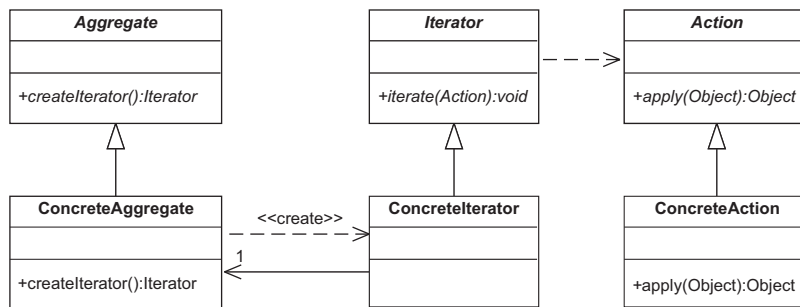 Aggregate
Iterator
Action
+createIterator():Iterator
+iterate(Action):void
+apply(Object):Object
ConcreteAggregate
<<create>>
ConcreteIterator
ConcreteAction
1
+createIterator():Iterator
+apply(Object):Object